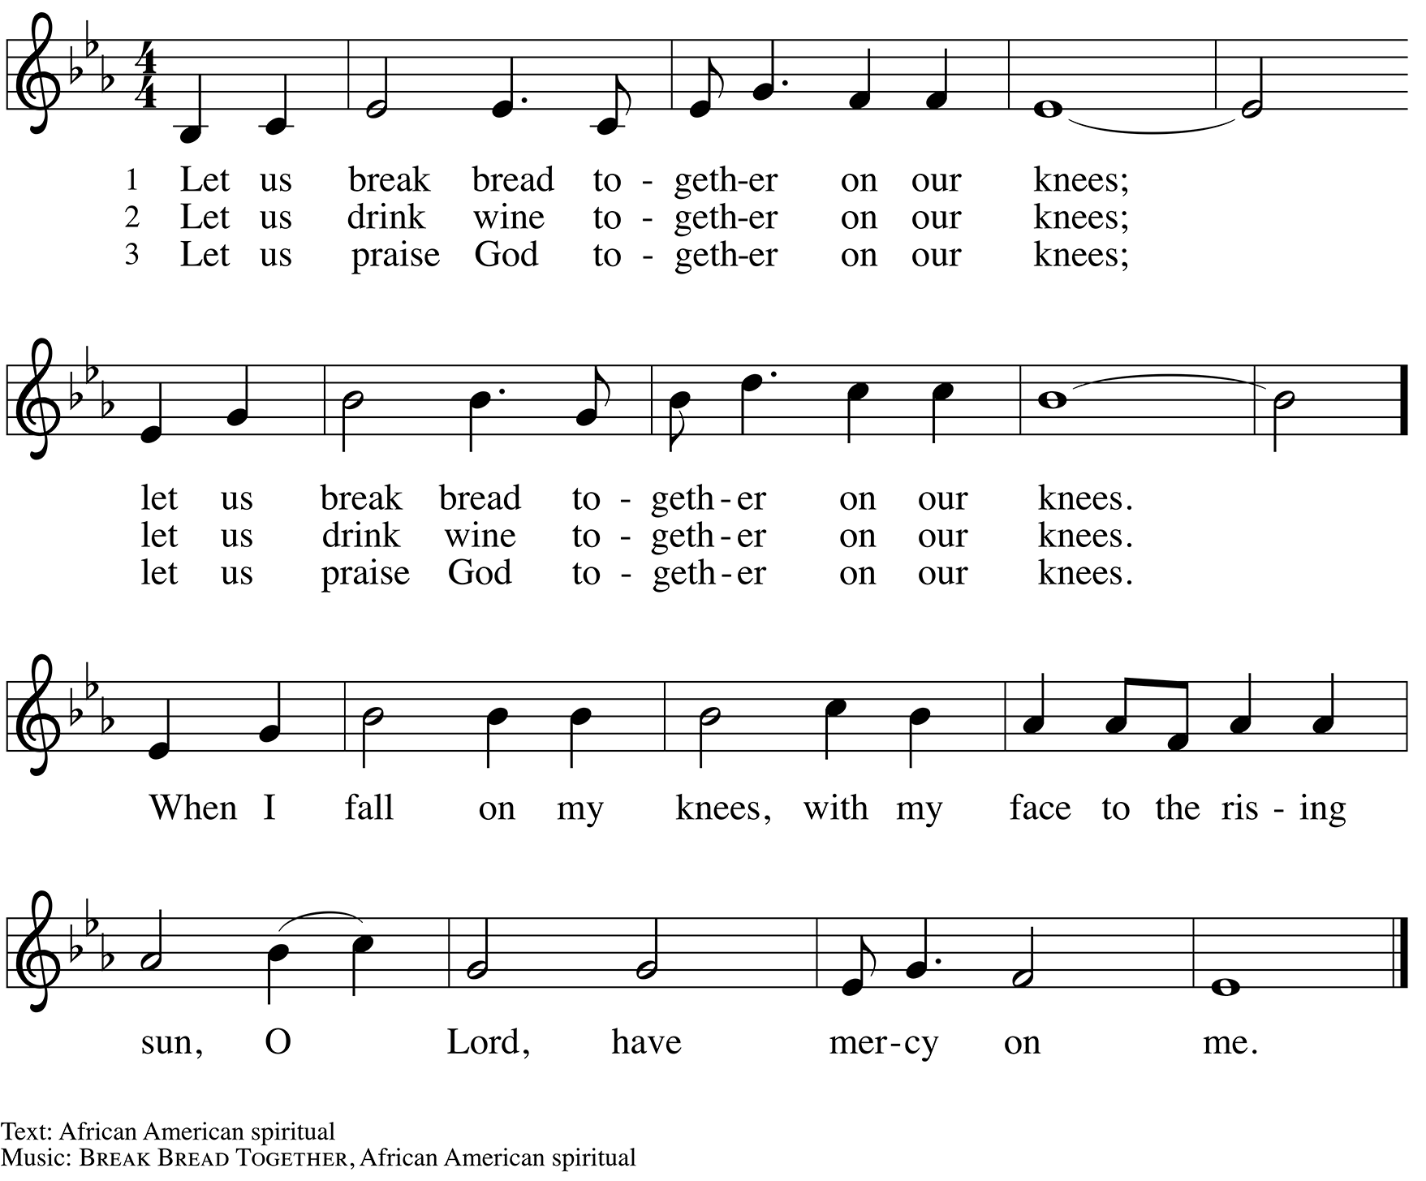 4
4
1 Let us break bread to - geth-er on our knees;
2 Let us drink wine to - geth-er on our knees;
3 Let us praise God to - geth-er on our knees;
let us break bread to - geth - er on our knees.
let us drink wine to - geth - er on our knees.
let us praise God to - geth - er on our knees.
When I fall on my knees, with my face to the ris - ing
sun, O Lord, have mer-cy on me.
Text: African American spiritual
Music: BREAK BREAD TOGETHER, African American spiritual